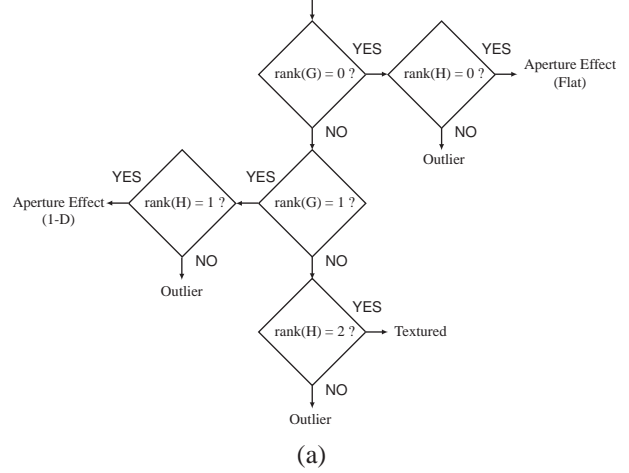 YES
YES
rank(G) = 0 ?
rank(H) = 0 ?
Aperture Effect
(Flat)
NO
NO
Outlier
YES
YES
Aperture Effect
(1-D)
rank(H) = 1 ?
rank(G) = 1 ?
NO
NO
Outlier
YES
rank(H) = 2 ?
Textured
NO
Outlier
(a)